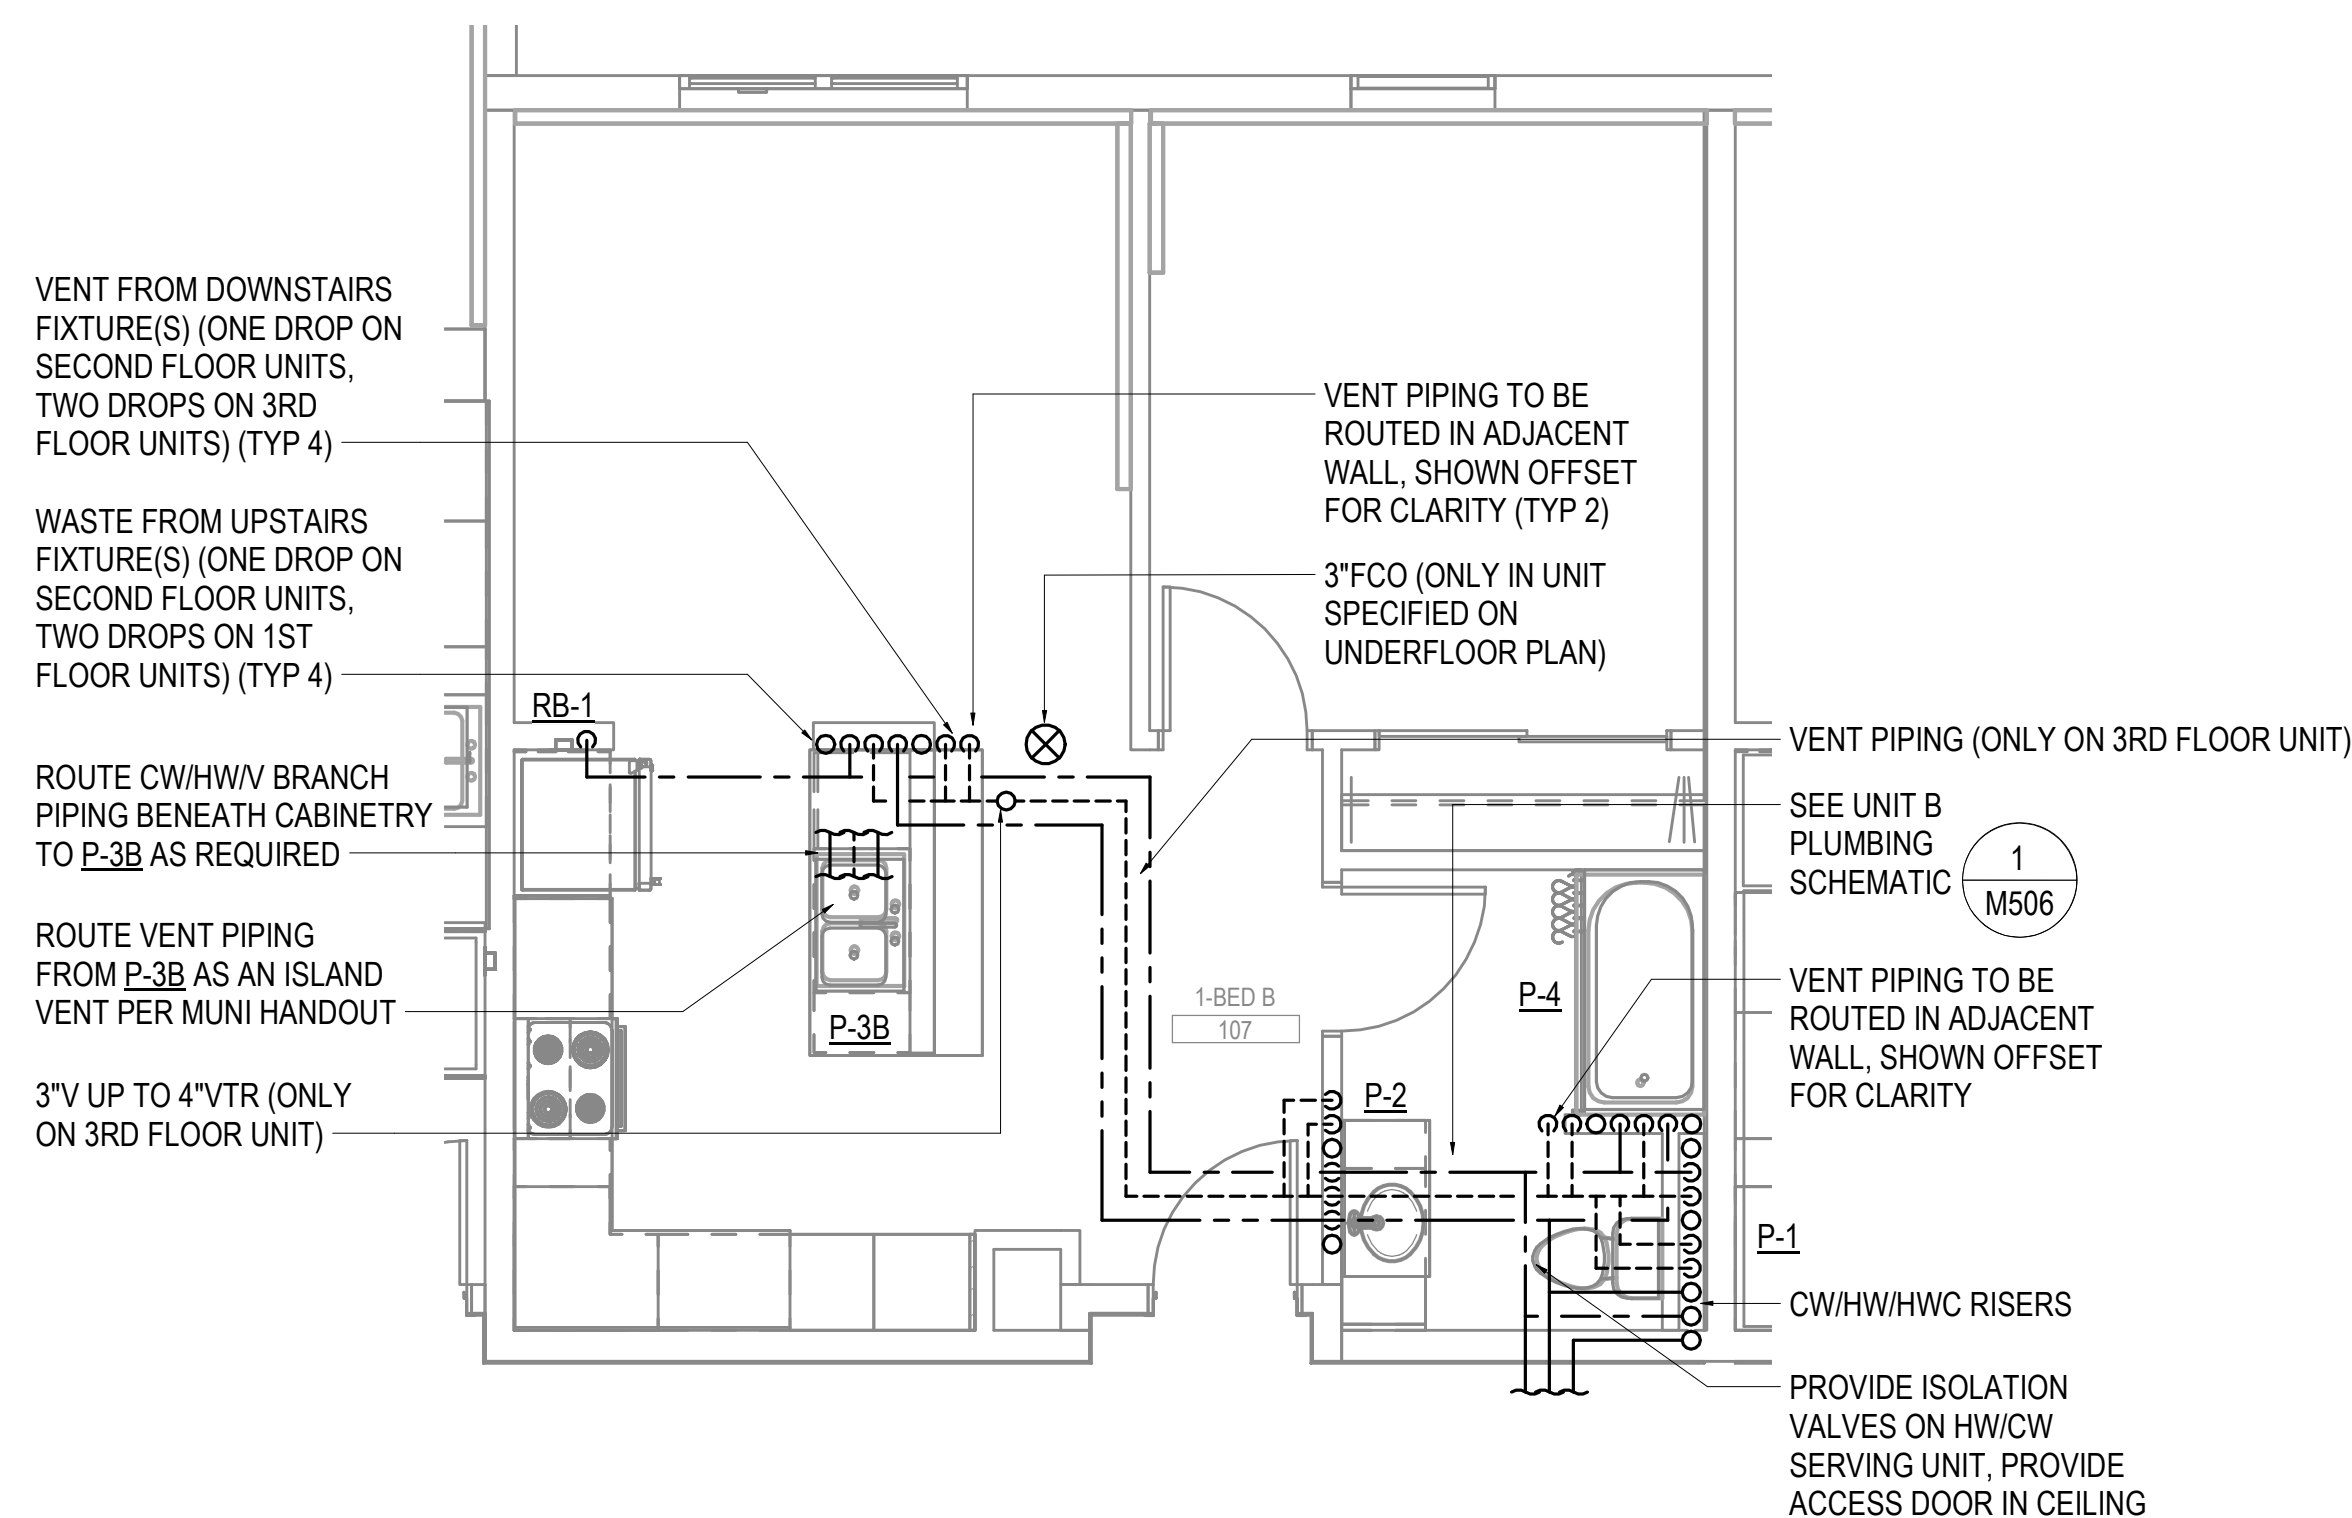 VENT FROM DOWNSTAIRS
FIXTURE(S) (ONE DROP ON
SECOND FLOOR UNITS,
TWO DROPS ON 3RD
FLOOR UNITS) (TYP 4)
WASTE FROM UPSTAIRS
FIXTURE(S) (ONE DROP ON
SECOND FLOOR UNITS,
TWO DROPS ON 1ST
FLOOR UNITS) (TYP 4)
RB-1
ROUTE CW/HW/V BRANCH
PIPING BENEATH CABINETRY
TO P-3B AS REQUIRED
ROUTE VENT PIPING
FROM P-3B AS AN ISLAND
VENT PER MUNI HANDOUT
3"V UP TO 4"VTR (ONLY
ON 3RD FLOOR UNIT)
P-3B
VENT PIPING TO BE
ROUTED IN ADJACENT
WALL, SHOWN OFFSET
FOR CLARITY (TYP 2)
3"FCO (ONLY IN UNIT
SPECIFIED ON
UNDERFLOOR PLAN)
1-BED B
107
P-2
P-4
VENT PIPING (ONLY ON 3RD FLOOR UNIT)
SEE UNIT B
PLUMBING
SCHEMATIC
1
M506
VENT PIPING TO BE
ROUTED IN ADJACENT
WALL, SHOWN OFFSET
FOR CLARITY
P-1
CW/HW/HWC RISERS
PROVIDE ISOLATION
VALVES ON HW/CW
SERVING UNIT, PROVIDE
ACCESS DOOR IN CEILING